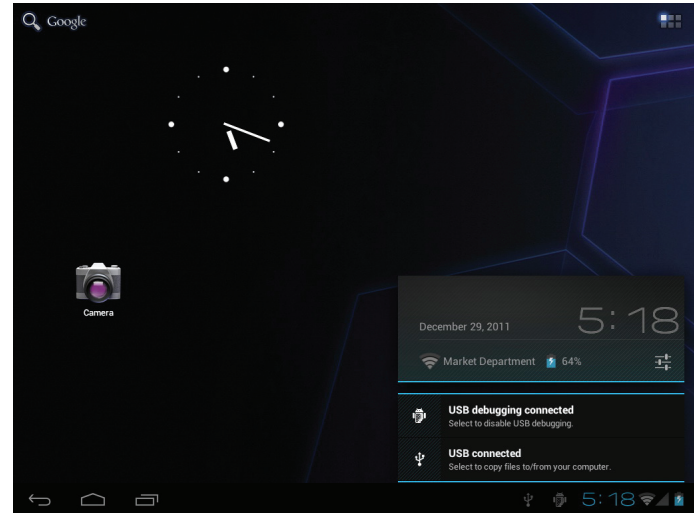 Google
Camera
December 29, 2011
5:18
Market Department 64%
USB debugging connected
Select to disable USB debugging.
USB connected
Select to copy files to/from your computer.
5:18